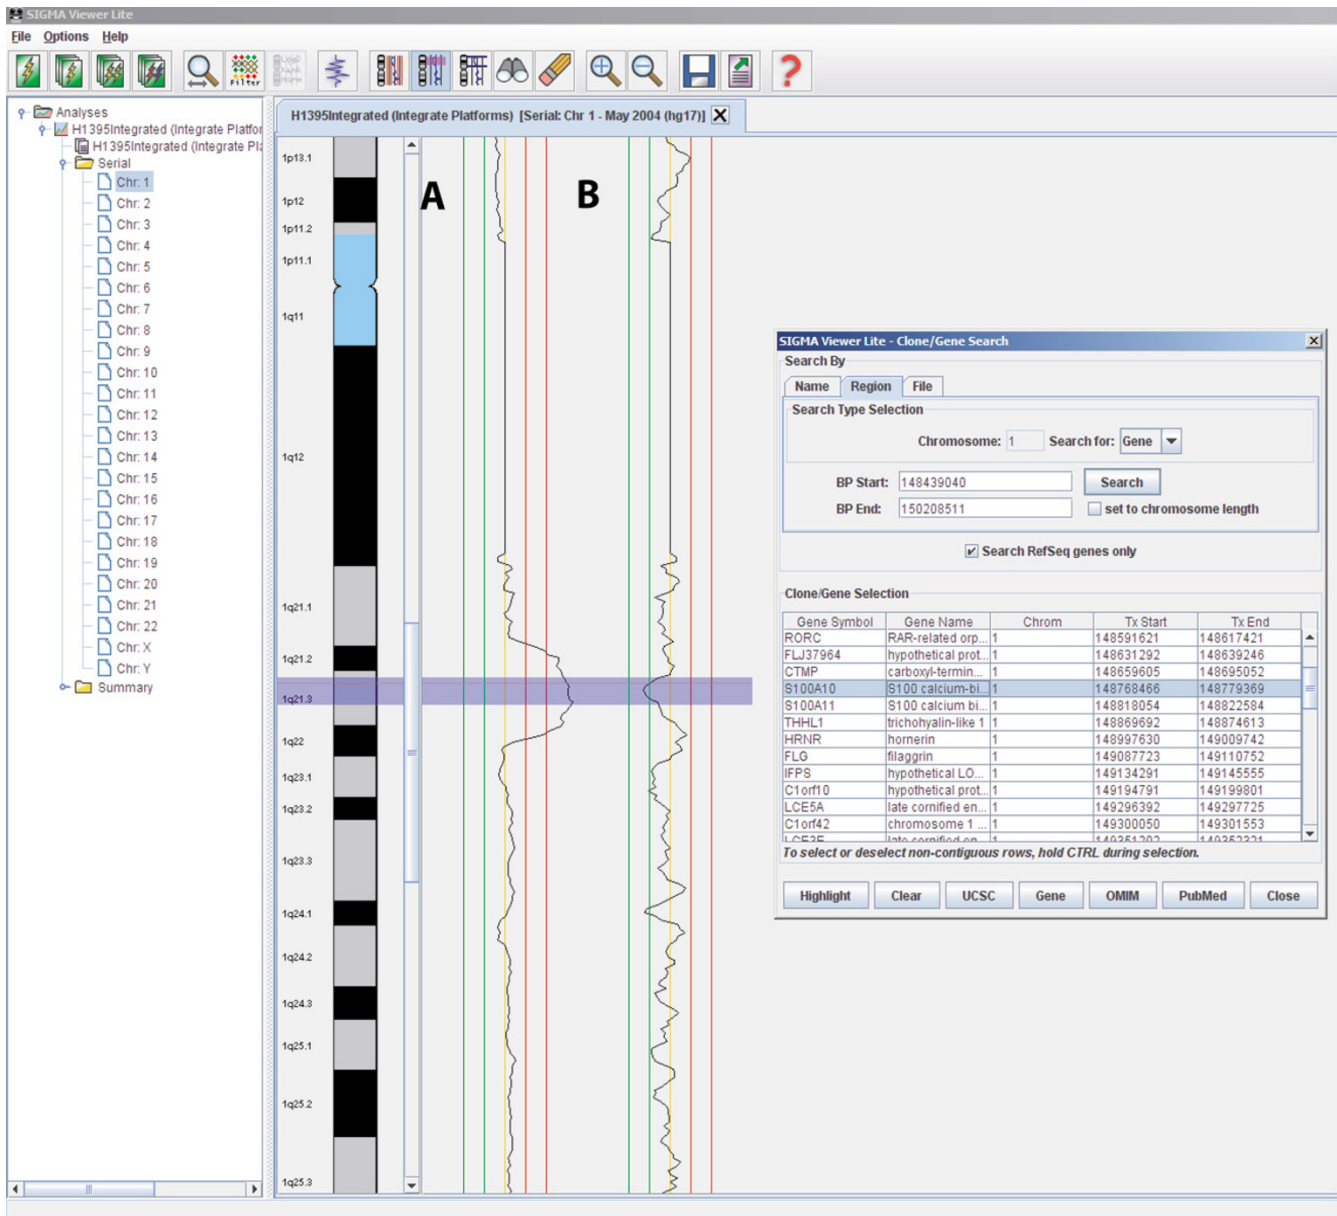 SIGMA Viewer Lite
File Options Help
Filter
Analyses
H1395Integrated (Integrate Platfor
H1395Integrated (Integrate Pla
Serial
Chr: 1
Chr: 2
Chr: 3
Chr: 4
Chr: 5
Chr: 6
Chr: 7
Chr: 8
Chr: 9
Chr: 10
Chr: 11
Chr: 12
Chr: 13
Chr: 14
Chr: 15
Chr: 16
Chr: 17
Chr: 18
Chr: 19
Chr: 20
Chr: 21
Chr: 22
Chr: X
Chr: Y
Summary
H1395Integrated (Integrate Platforms) [Serial: Chr 1 - May 2004 (hg17)]
A B
1p13.1
1p12
1p11.2
1p11.1
1q11
1q12
1q21.1
1q21.2
1q21.3
1q22
1q23.1
1q23.2
1q23.3
1q24.1
1q24.2
1q24.3
1q25.1
1q25.2
1q25.3
SIGMA Viewer Lite - Clone/Gene Search
Search By
Name Region File
Search Type Selection
Chromosome: 1 Search for: Gene
BP Start: 148439040 Search
BP End: 150208511 set to chromosome length
Search RefSeq genes only
Clone/Gene Selection
Gene Symbol Gene Name Chrom Tx Start Tx End
RORC RAR-related orp... 1 148591621 148617421
FLJ37964 hypothetical prot... 1 148631292 148639246
CTMP carboxyl-termin... 1 148659605 148695052
S100A10 S100 calcium-bi... 1 148768466 148779369
S100A11 S100 calcium bi... 1 148818054 148822584
THHL1 trichohyalin-like 1 1 148869692 148874613
HRNR hornerin 1 148997630 149009742
FLG filaggrin 1 149087723 149110752
IFPS hypothetical LO... 1 149134291 149145555
C1orf10 hypothetical prot... 1 149194791 149199801
LCE5A late cornified en... 1 149296392 149297725
C1orf42 chromosome 1 ... 1 149300050 149301553
To select or deselect non-contiguous rows, hold CTRL during selection.
Highlight Clear UCSC Gene OMIM PubMed Close